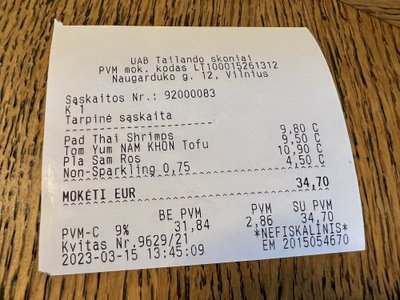 UAB Tailando skoniai
PVM mok. kodas LT100015261312
Naugarduko g. 12, Vilnius
Sąskaitos Nr.: 92000083
K 1
Tarpinė sąskaita
--------------------
Pad Thai Shrimps 9,80 C
Tom Yum NAM KHON Tofu 9,50 C
Pla Sam Ros 10,90 C
Non-Sparkling 0,75 4,50 C
MOKĖTI EUR 34,70
BE PVM PVM SU PVM
PVM-C 9% 31,84 2,86 34,70
Kvitas Nr.9629/21 *NEFISKALINIS*
2023-03-15 13:45:09 EM 2015054670